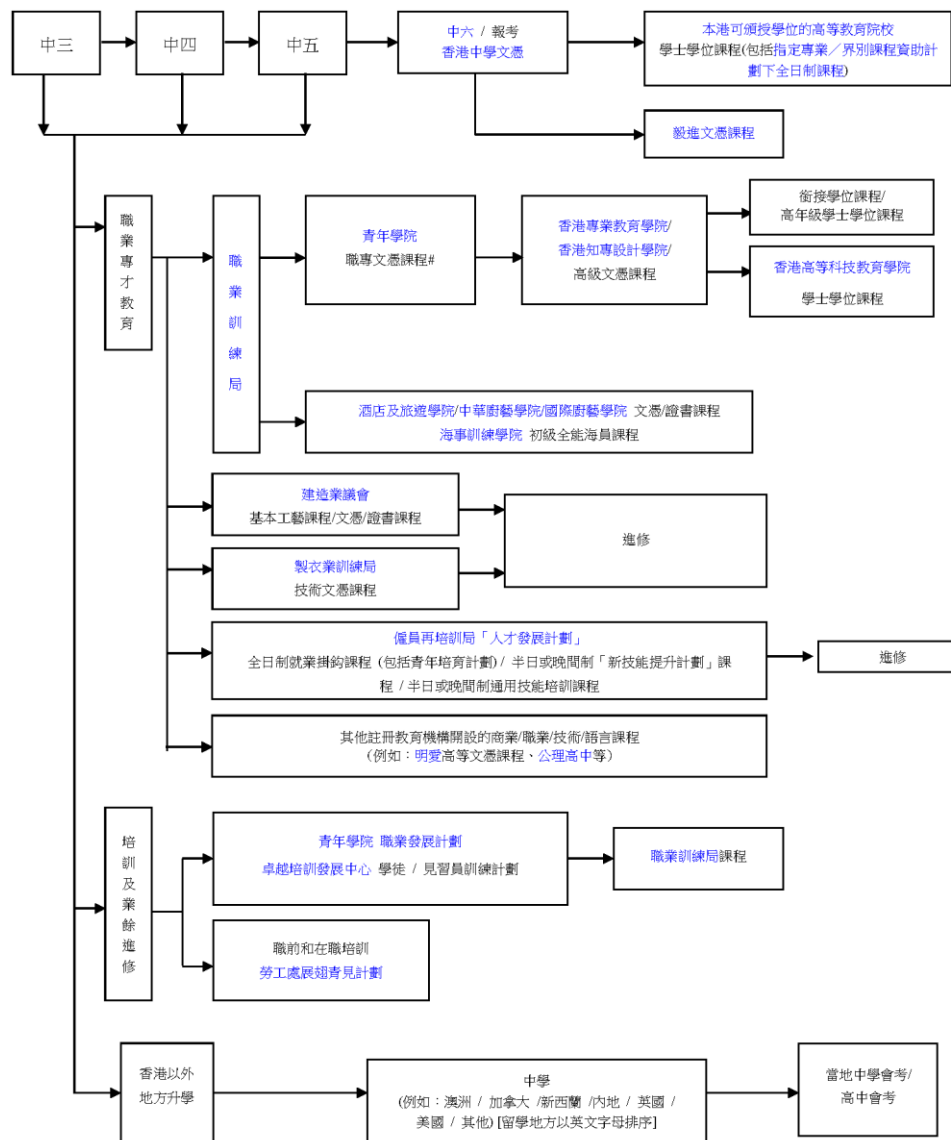 中三
中四
中五
中六 / 報考
香港中學文憑
本港可頒授學位的高等教育院校
學士學位課程(包括指定專業／界別課程資助計
劃下全日制課程)
毅進文憑課程
職
業
專
才
教
育
職
業
訓
練
局
青年學院
職專文憑課程#
香港專業教育學院/
香港知專設計學院/
高級文憑課程
銜接學位課程/
高年級學士學位課程
香港高等科技教育學院
學士學位課程
酒店及旅遊學院/中華廚藝學院/國際廚藝學院 文憑/證書課程
海事訓練學院 初級全能海員課程
建造業議會
基本工藝課程/文憑/證書課程
製衣業訓練局
技術文憑課程
進修
僱員再培訓局「人才發展計劃」
全日制就業掛鈎課程 (包括青年培育計劃) / 半日或晚間制「新技能提升計劃」課
程 / 半日或晚間制通用技能培訓課程
進修
其他註冊教育機構開設的商業/職業/技術/語言課程
（例如：明愛高等文憑課程、公理高中等）
培
訓
及
業
餘
進
修
青年學院 職業發展計劃
卓越培訓發展中心 學徒 / 見習員訓練計劃
職業訓練局課程
職前和在職培訓
勞工處展翅青見計劃
香港以外
地方升學
中學
(例如：澳洲 / 加拿大 /新西蘭 /內地 / 英國 /
美國 / 其他) [留學地方以英文字母排序]
當地中學會考/
高中會考